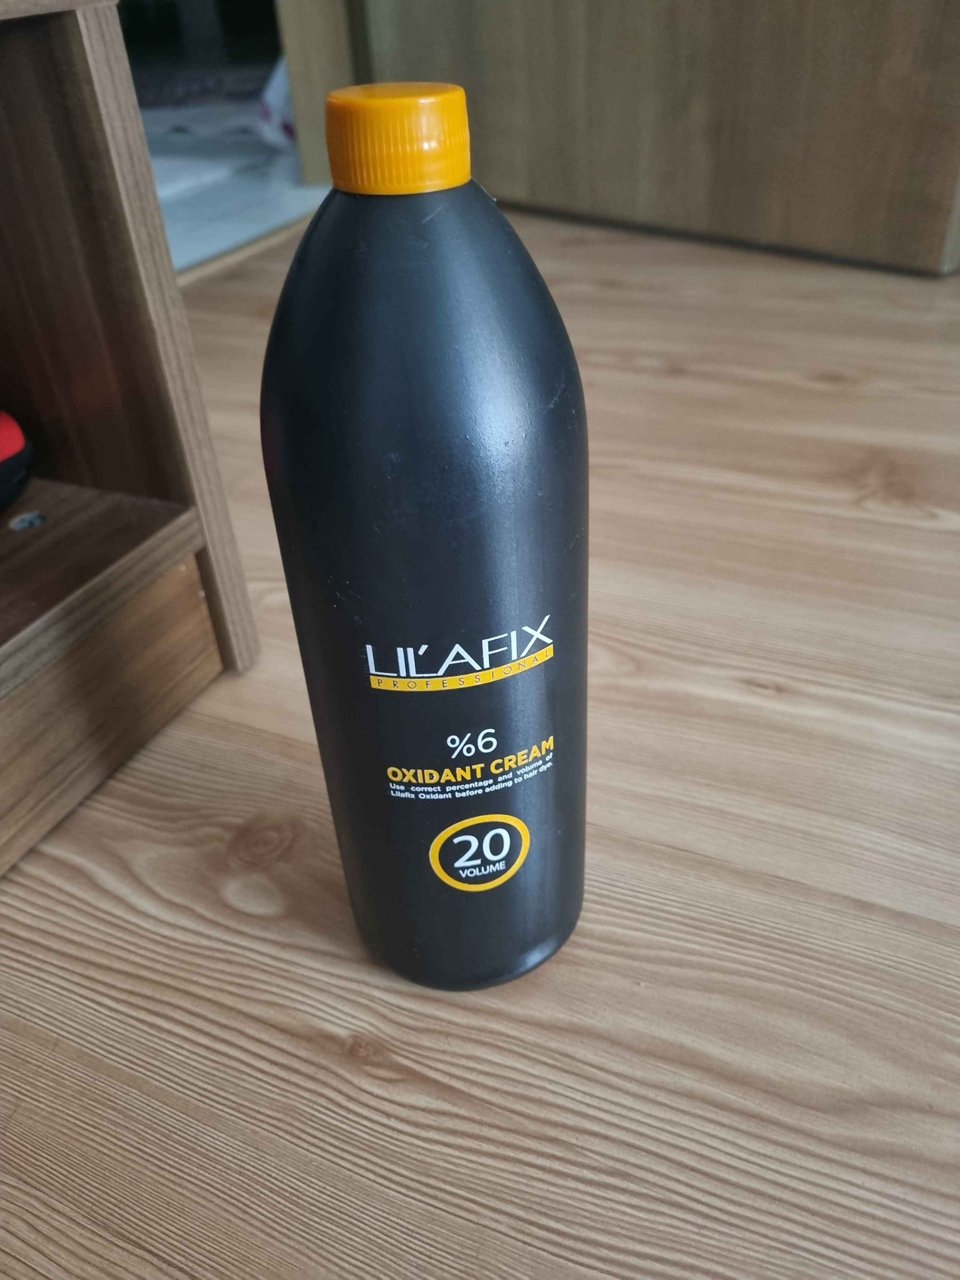 LIL'AFIX
PROFESSIONAL
%6
OXIDANT CREAM
Use correct percentage and volume of
Lilafix Oxidant before adding to hair dye.
20
VOLUME